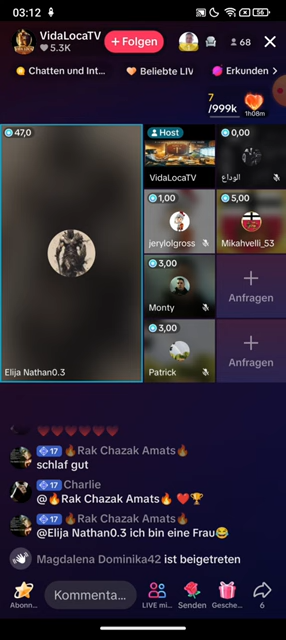 03:12
56
VidaLocaTV
5.3K
+ Folgen
68
Chatten und Int...
Beliebte LIV
Erkunden >
7
/999k
1h08m
47,0
Host
0,00
VidaLocaTV
الوداع
1,00
5,00
jerylolgross
Mikahvelli_53
3,00
Anfragen
Monty
3,00
Anfragen
Elija Nathan0.3
Patrick
17 🔥Rak Chazak Amats🔥
schlaf gut
17 Charlie
@🔥Rak Chazak Amats🔥 ❤️🏆
17 🔥Rak Chazak Amats🔥
@Elija Nathan0.3 ich bin eine Frau😂
Magdalena Dominika42 ist beigetreten
Kommenta...
Abonn...
LIVE mi...
Senden
Gesche...
6